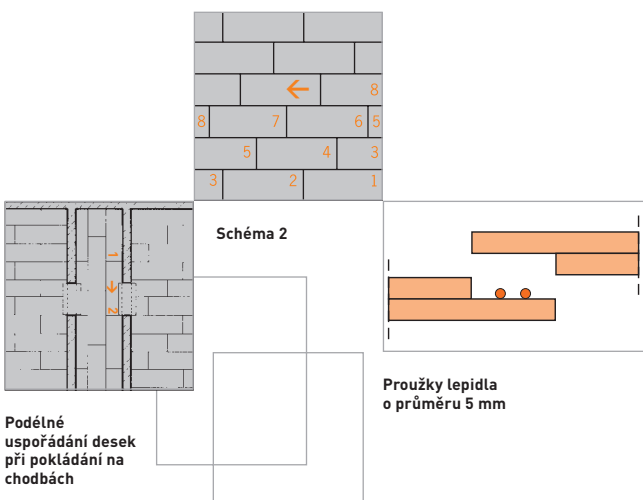 8
8 7 6 5
5 4 3
3 2 1
Schéma 2
1
2
Proužky lepidla
o průměru 5 mm
Podélné
uspořádání desek
při pokládání na
chodbách